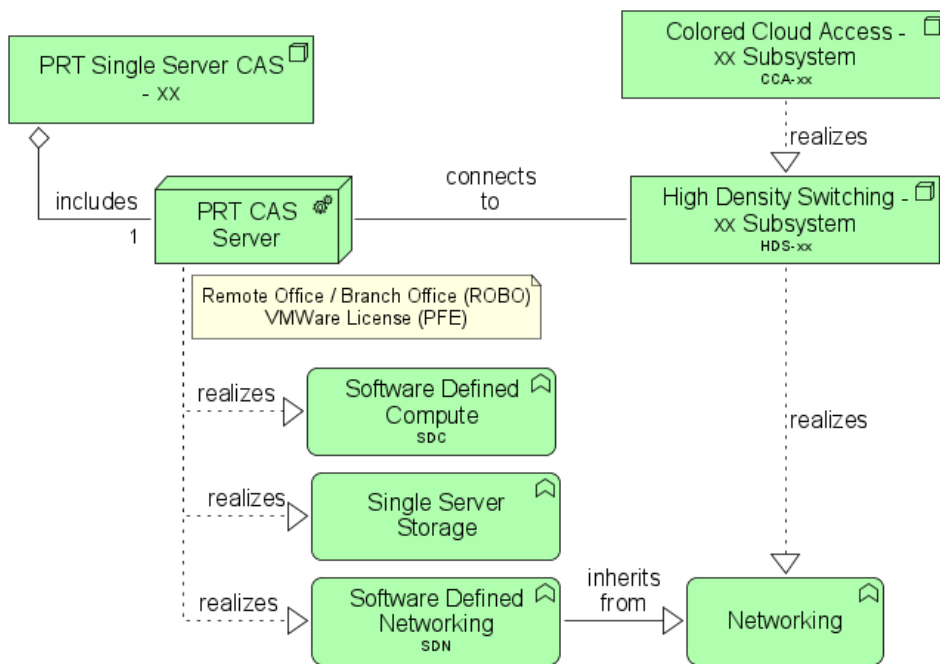 PRT Single Server CAS
- xx
Colored Cloud Access -
xx Subsystem
CCA-xx
realizes
includes
1
PRT CAS
Server
connects
to
High Density Switching -
xx Subsystem
HDS-xx
Remote Office / Branch Office (ROBO)
VMWare License (PFE)
realizes
Software Defined
Compute
SDC
realizes
realizes
Single Server
Storage
realizes
Software Defined
Networking
SDN
inherits
from
Networking